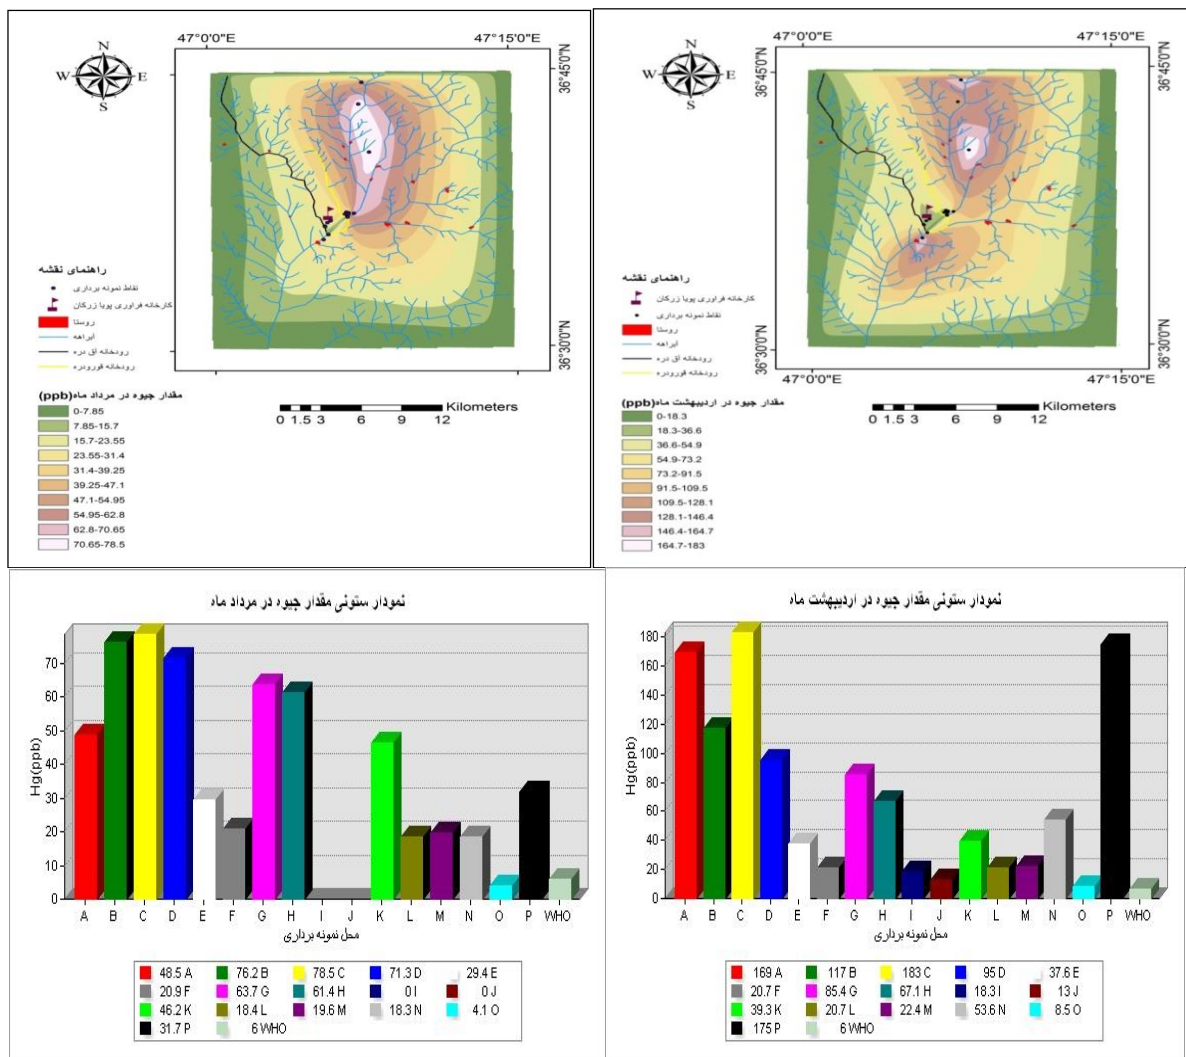 47°0'0"E 47°15'0"E
N
W E
S
36°45'0"N
36°30'0"N
راهنمای نقشه
نقاط نمونه برداری
کارخانه فراوری پویا زرکان
روستا
ابراهه
رودخانه اق دره
رودخانه قورودره
مقدار جیوه در مرداد ماه(ppb)
0-7.85
7.85-15.7
15.7-23.55
23.55-31.4
31.4-39.25
39.25-47.1
47.1-54.95
54.95-62.8
62.8-70.65
70.65-78.5
Kilometers
0 1.5 3 6 9 12
47°0'0"E 47°15'0"E
N
W E
S
36°45'0"N
36°30'0"N
47°0'0"E 47°15'0"E
راهنمای نقشه
کارخانه فراوری پویا زرکان
نقاط نمونه برداری
روستا
ابراهه
رودخانه اق دره
رودخانه قورودره
مقدار جیوه در اردیبهشت ماه(ppb)
0-18.3
18.3-36.6
36.6-54.9
54.9-73.2
73.2-91.5
91.5-109.5
109.5-128.1
128.1-146.4
146.4-164.7
164.7-183
Kilometers
0 1.5 3 6 9 12
نمودار ستونی مقدار جیوه در مرداد ماه
Hg(ppb)
70
60
50
40
30
20
10
0
A B C D E F G H I J K L M N O P WHO
محل نمونه برداری
48.5 A 76.2 B 78.5 C 71.3 D 29.4 E
20.9 F 63.7 G 61.4 H 0 I 0 J
46.2 K 18.4 L 19.6 M 18.3 N 4.1 O
31.7 P 6 WHO
نمودار ستونی مقدار جیوه در اردیبهشت ماه
Hg(ppb)
180
160
140
120
100
80
60
40
20
0
A B C D E F G H I J K L M N O P WHO
محل نمونه برداری
169 A 117 B 183 C 95 D 37.6 E
20.7 F 85.4 G 67.1 H 18.3 I 13 J
39.3 K 20.7 L 22.4 M 53.6 N 8.5 O
175 P 6 WHO